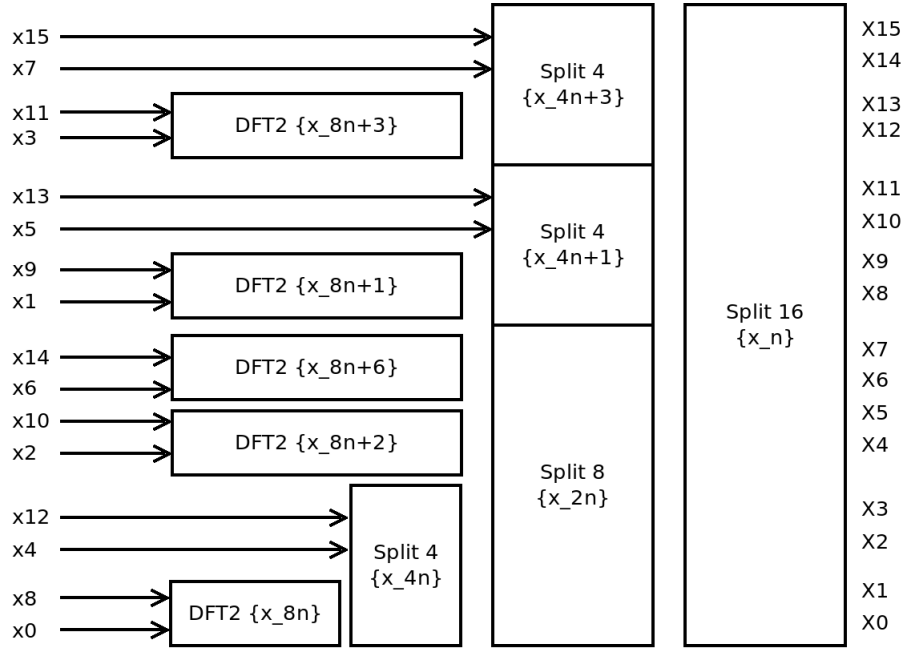 x15
x7
x11
x3
DFT2 {x_8n+3}
Split 4
{x_4n+3}
x13
x5
x9
x1
DFT2 {x_8n+1}
Split 4
{x_4n+1}
x14
x6
DFT2 {x_8n+6}
x10
x2
DFT2 {x_8n+2}
x12
x4
Split 4
{x_4n}
x8
x0
DFT2 {x_8n}
Split 8
{x_2n}
Split 16
{x_n}
X15
X14
X13
X12
X11
X10
X9
X8
X7
X6
X5
X4
X3
X2
X1
X0